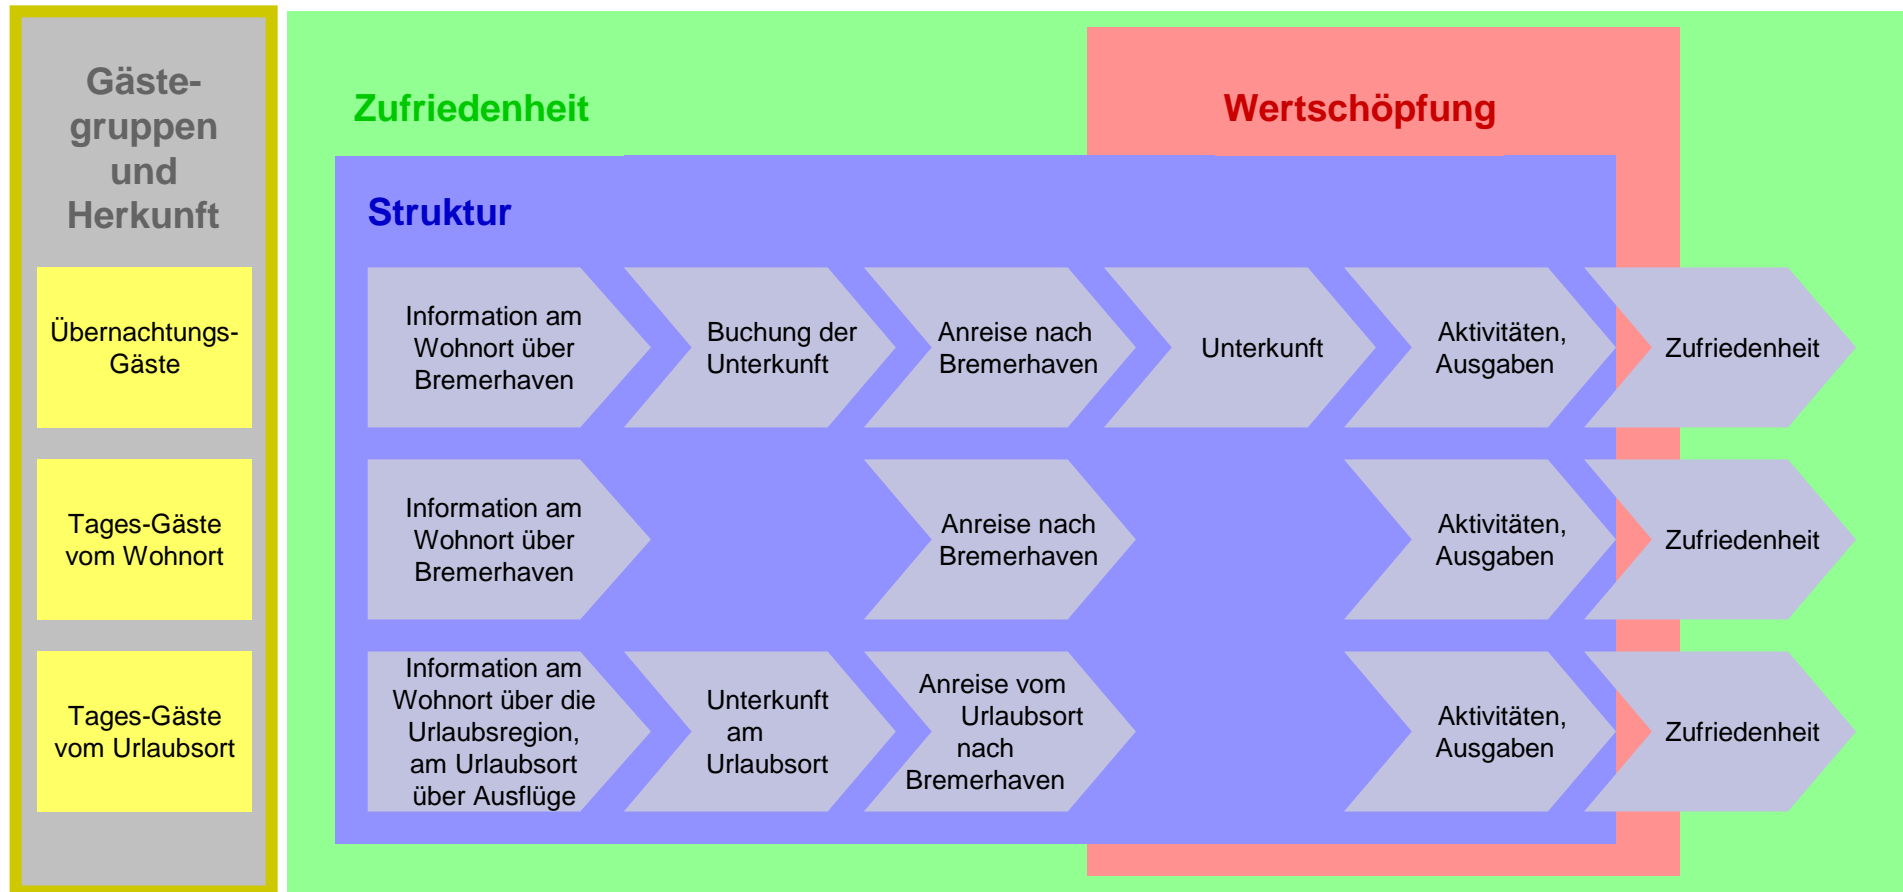 Gäste-
gruppen
und
Herkunft
Zufriedenheit
Wertschöpfung
Struktur
Übernachtungs-
Gäste
Information am
Wohnort über
Bremerhaven
Buchung der
Unterkunft
Anreise nach
Bremerhaven
Unterkunft
Aktivitäten,
Ausgaben
Zufriedenheit
Tages-Gäste
vom Wohnort
Information am
Wohnort über
Bremerhaven
Anreise nach
Bremerhaven
Aktivitäten,
Ausgaben
Zufriedenheit
Tages-Gäste
vom Urlaubsort
Information am
Wohnort über die
Urlaubsregion,
am Urlaubsort
über Ausflüge
Unterkunft
am
Urlaubsort
Anreise vom
Urlaubsort
nach
Bremerhaven
Aktivitäten,
Ausgaben
Zufriedenheit